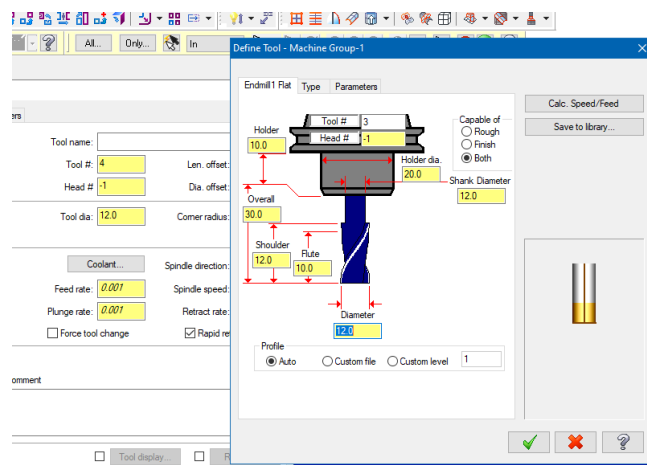 All...
Only...
In
Define Tool - Machine Group-1
ers
Tool name:
Tool #: 4
Len. offset:
Head # -1
Dia. offset:
Tool dia: 12.0
Corner radius:
Coolant...
Spindle direction:
Feed rate: 0.001
Spindle speed:
Plunge rate: 0.001
Retract rate:
Force tool change
Rapid re
omment
Tool display...
R
Endmill1 Flat
Type
Parameters
Tool # 3
Head # -1
Holder
10.0
Holder dia.
20.0
Shank Diameter
12.0
Overall
30.0
Shoulder
12.0
Flute
10.0
Diameter
12.0
Capable of
Rough
Finish
Both
Profile
Auto
Custom file
Custom level
1
Calc. Speed/Feed
Save to library...